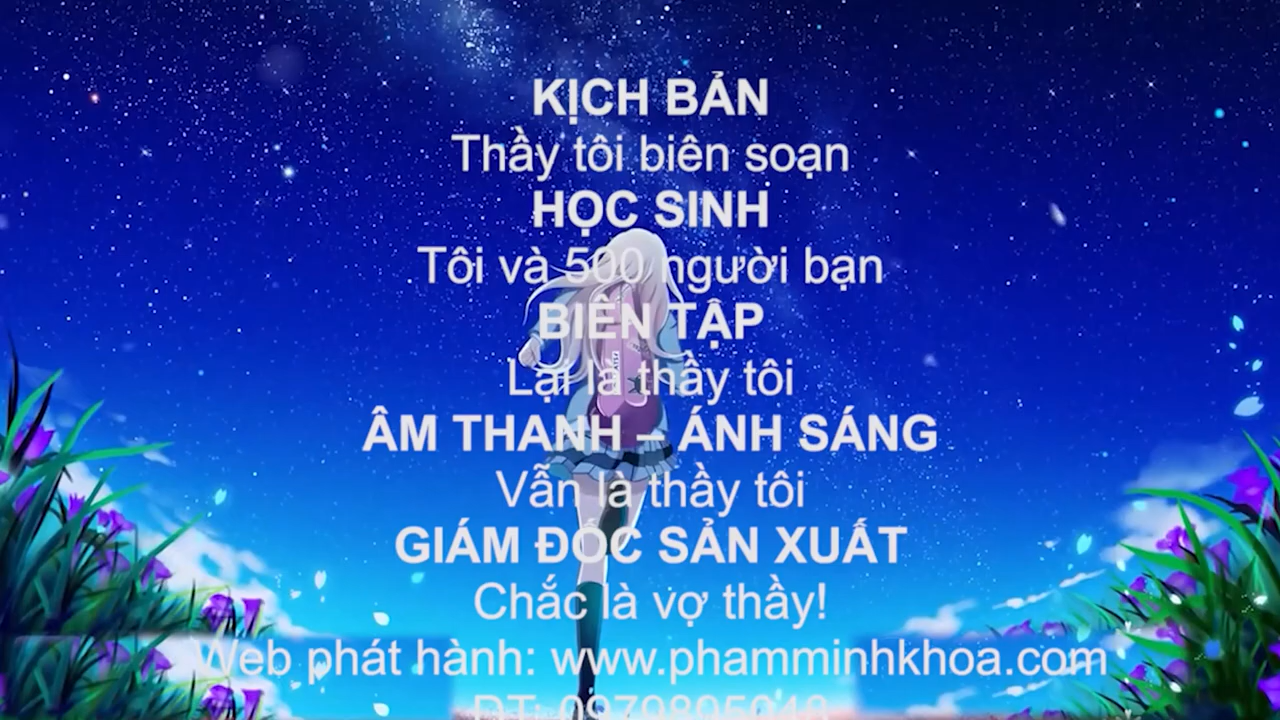 KỊCH BẢN
Thầy tôi biên soạn
HỌC SINH
Tôi và 500 người bạn
BIÊN TẬP
Lại là thầy tôi
ÂM THANH – ÁNH SÁNG
Vẫn là thầy tôi
GIÁM ĐỐC SẢN XUẤT
Chắc là vợ thầy!
Web phát hành: www.phamminhkhoa.com